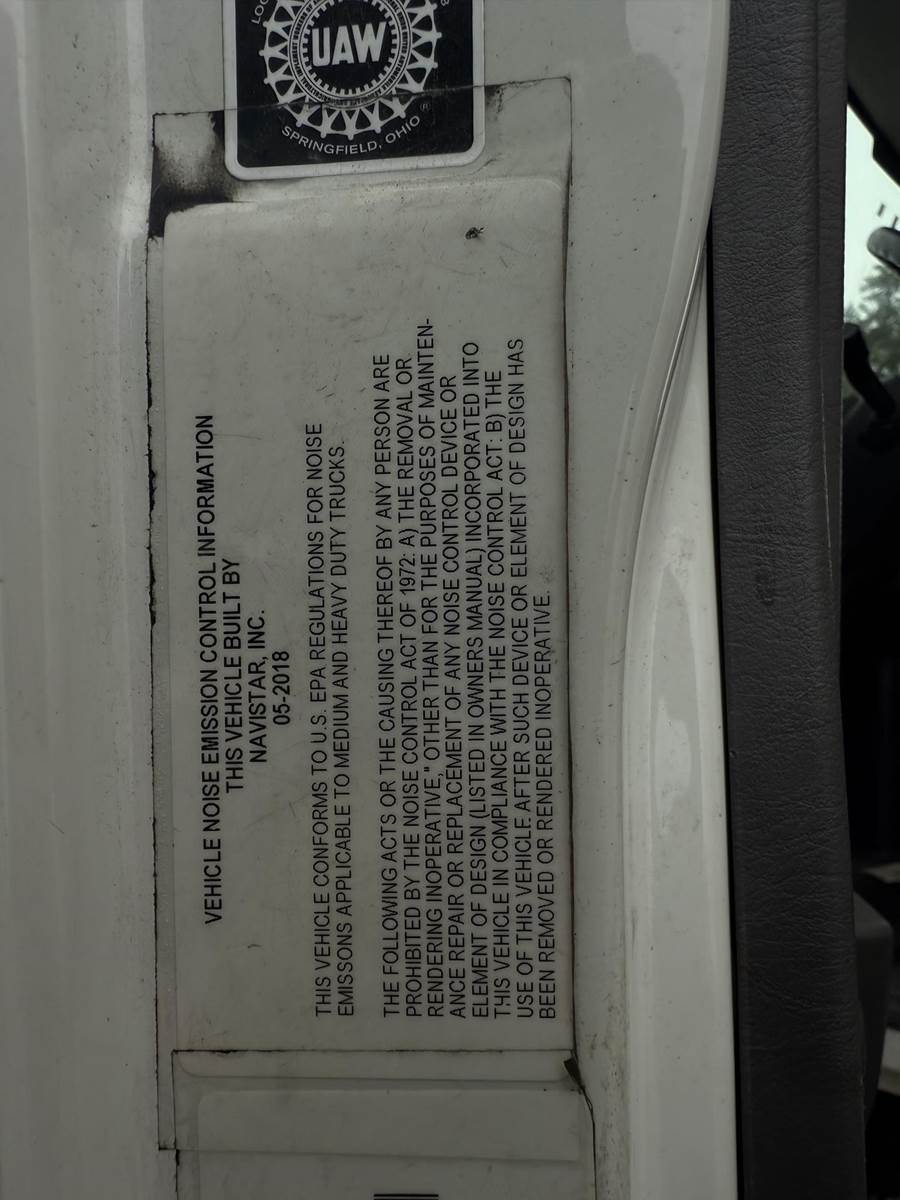 UAW
SPRINGFIELD, OHIO ®
VEHICLE NOISE EMISSION CONTROL INFORMATION
THIS VEHICLE BUILT BY
NAVISTAR, INC.
05-2018
THIS VEHICLE CONFORMS TO U.S. EPA REGULATIONS FOR NOISE
EMISSONS APPLICABLE TO MEDIUM AND HEAVY DUTY TRUCKS.
THE FOLLOWING ACTS OR THE CAUSING THEREOF BY ANY PERSON ARE
PROHIBITED BY THE NOISE CONTROL ACT OF 1972: A) THE REMOVAL OR
RENDERING INOPERATIVE," OTHER THAN FOR THE PURPOSES OF MAINTEN-
ANCE REPAIR OR REPLACEMENT OF ANY NOISE CONTROL DEVICE OR
ELEMENT OF DESIGN (LISTED IN OWNERS MANUAL) INCORPORATED INTO
THIS VEHICLE IN COMPLIANCE WITH THE NOISE CONTROL ACT: B) THE
USE OF THIS VEHICLE AFTER SUCH DEVICE OR ELEMENT OF DESIGN HAS
BEEN REMOVED OR RENDERED INOPERATIVE.